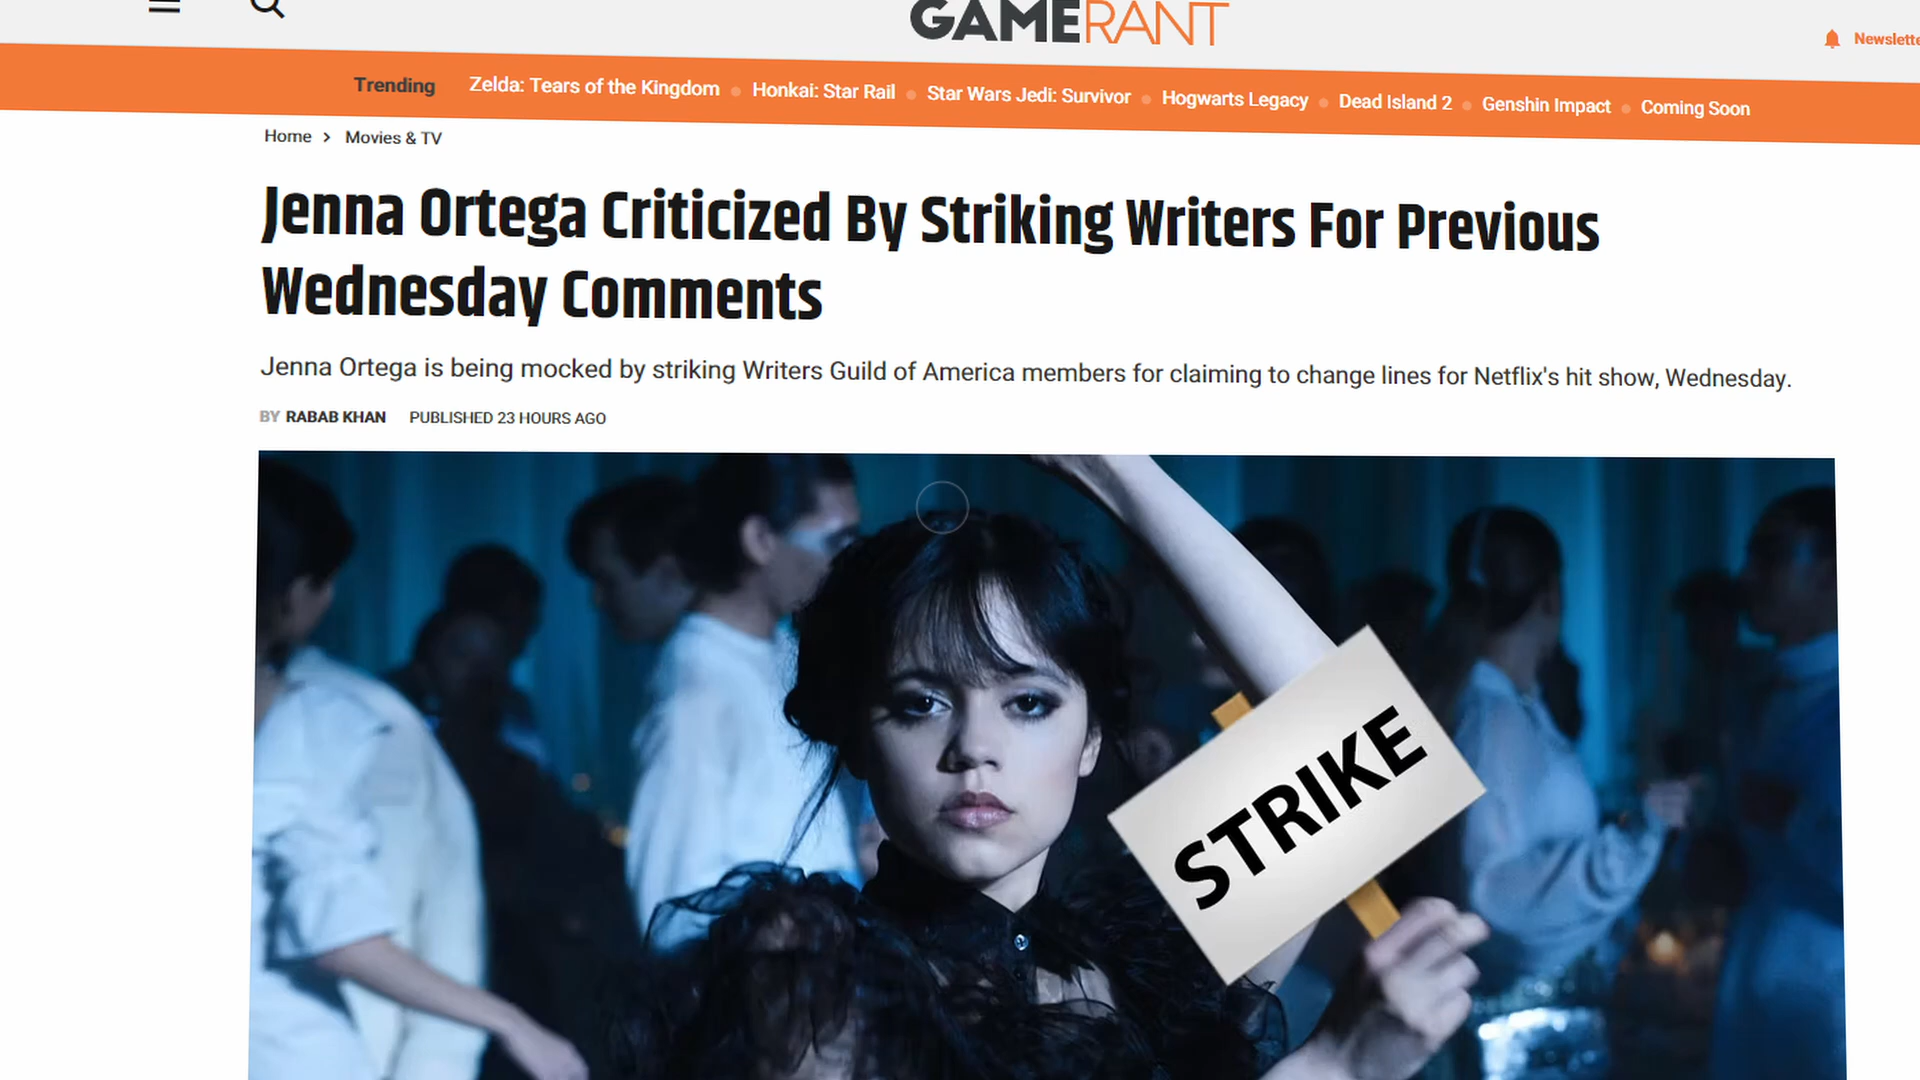 GAMERANT
Newslette
Trending Zelda: Tears of the Kingdom Honkai: Star Rail Star Wars Jedi: Survivor Hogwarts Legacy Dead Island 2 Genshin Impact Coming Soon
Home > Movies & TV
Jenna Ortega Criticized By Striking Writers For Previous
Wednesday Comments
Jenna Ortega is being mocked by striking Writers Guild of America members for claiming to change lines for Netflix's hit show, Wednesday.
BY RABAB KHAN PUBLISHED 23 HOURS AGO
STRIKE